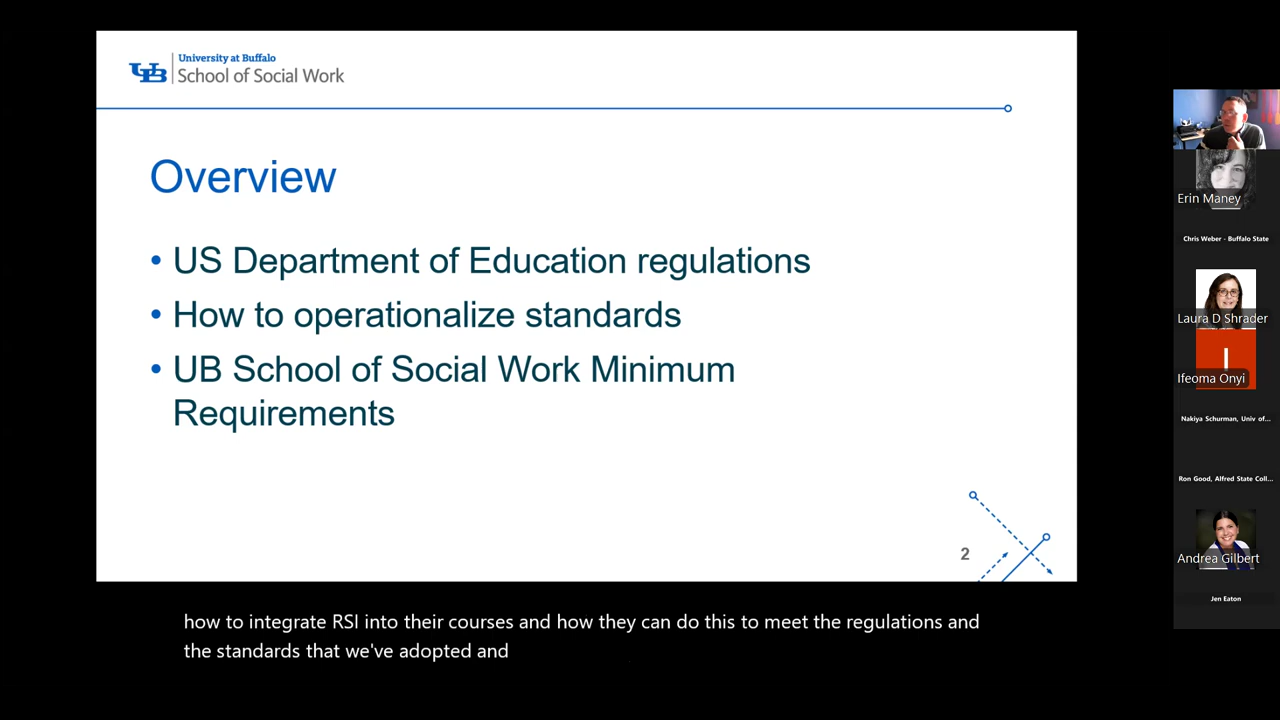 University at Buffalo
UB School of Social Work
Overview
• US Department of Education regulations
• How to operationalize standards
• UB School of Social Work Minimum
Requirements
2
how to integrate RSI into their courses and how they can do this to meet the regulations and
the standards that we've adopted and
Erin Maney
Chris Weber - Buffalo State
Laura D Shrader
I
Ifeoma Onyi
Nakiya Schurman, Univ of...
Ron Good, Alfred State Coll...
Andrea Gilbert
Jen Eaton